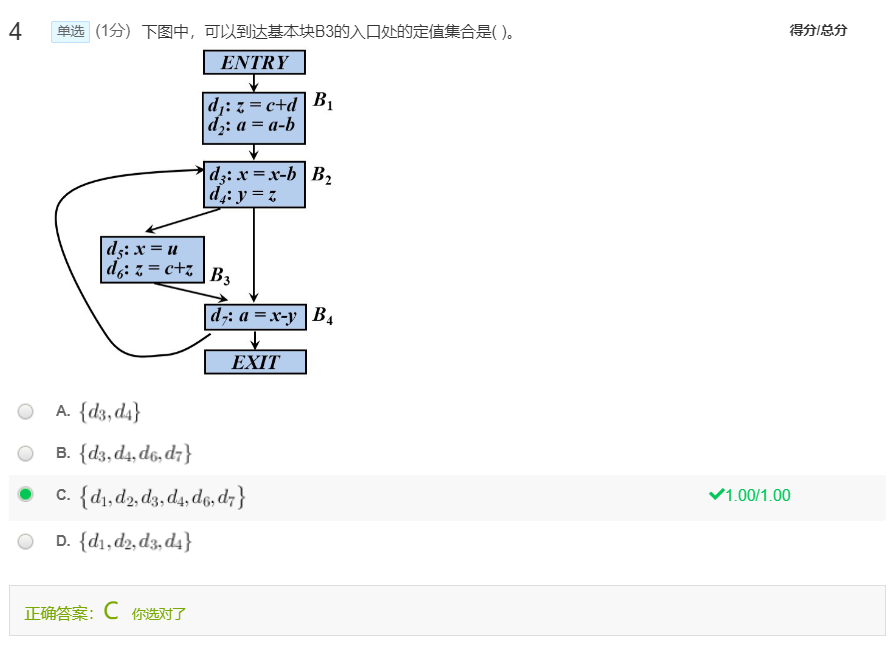 4 单选 (1分) 下图中，可以到达基本块B3的入口处的定值集合是( )。 得分/总分
ENTRY
d₁: z = c+d B₁
d₂: a = a-b
d₃: x = x-b B₂
d₄: y = z
d₅: x = u
d₆: z = c+z B₃
d₇: a = x-y B₄
EXIT
A. {d₃, d₄}
B. {d₃, d₄, d₆, d₇}
C. {d₁, d₂, d₃, d₄, d₆, d₇} 1.00/1.00
D. {d₁, d₂, d₃, d₄}
正确答案：C 你选对了